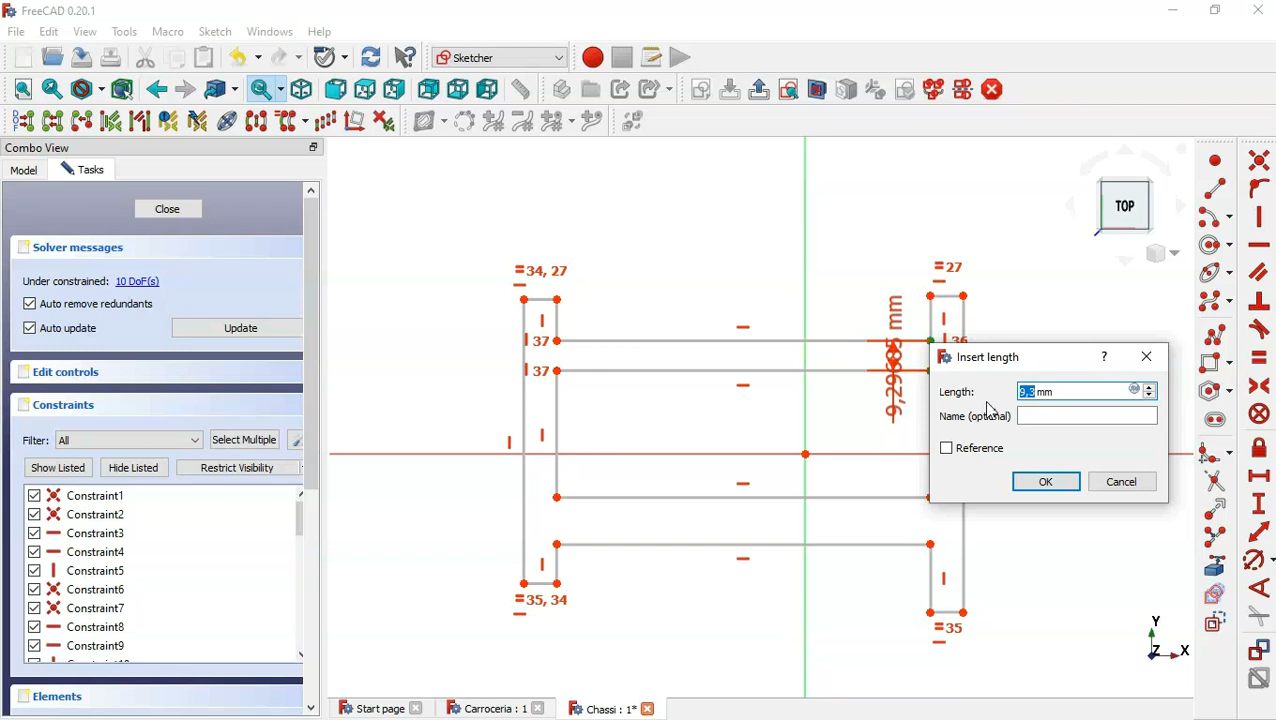 FreeCAD 0.20.1
File Edit View Tools Macro Sketch Windows Help
Sketcher
Combo View
Model Tasks
Close
Solver messages
Under constrained: 10 DoF(s)
Auto remove redundants
Auto update Update
Edit controls
Constraints
Filter: All Select Multiple
Show Listed Hide Listed Restrict Visibility
Constraint1
Constraint2
Constraint3
Constraint4
Constraint5
Constraint6
Constraint7
Constraint8
Constraint9
Elements
TOP
34, 27
27
37
36
37
35, 34
35
Insert length
Length: 9,3 mm
Name (optional)
Reference
OK Cancel
Y
Z X
Start page Carroceria : 1 Chassi : 1*